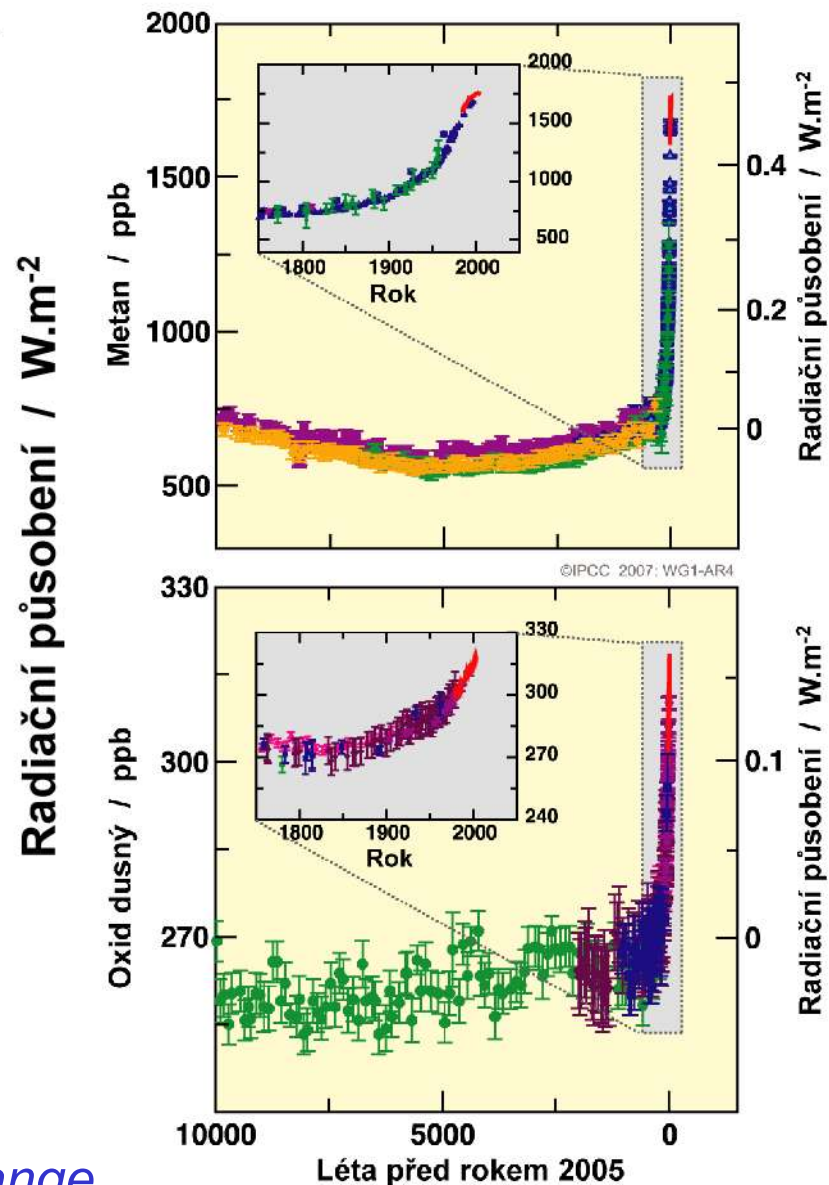 Radiační působení / W.m-2
Metan / ppb
2000
1500
1000
500
2000
1500
1000
500
1800 1900 2000
Rok
0.4
0.2
0
Radiační působení / W.m-2
©IPCC 2007: WG1-AR4
Oxid dusný / ppb
330
300
270
330
300
270
240
1800 1900 2000
Rok
0.1
0
Radiační působení / W.m-2
10000 5000 0
Léta před rokem 2005